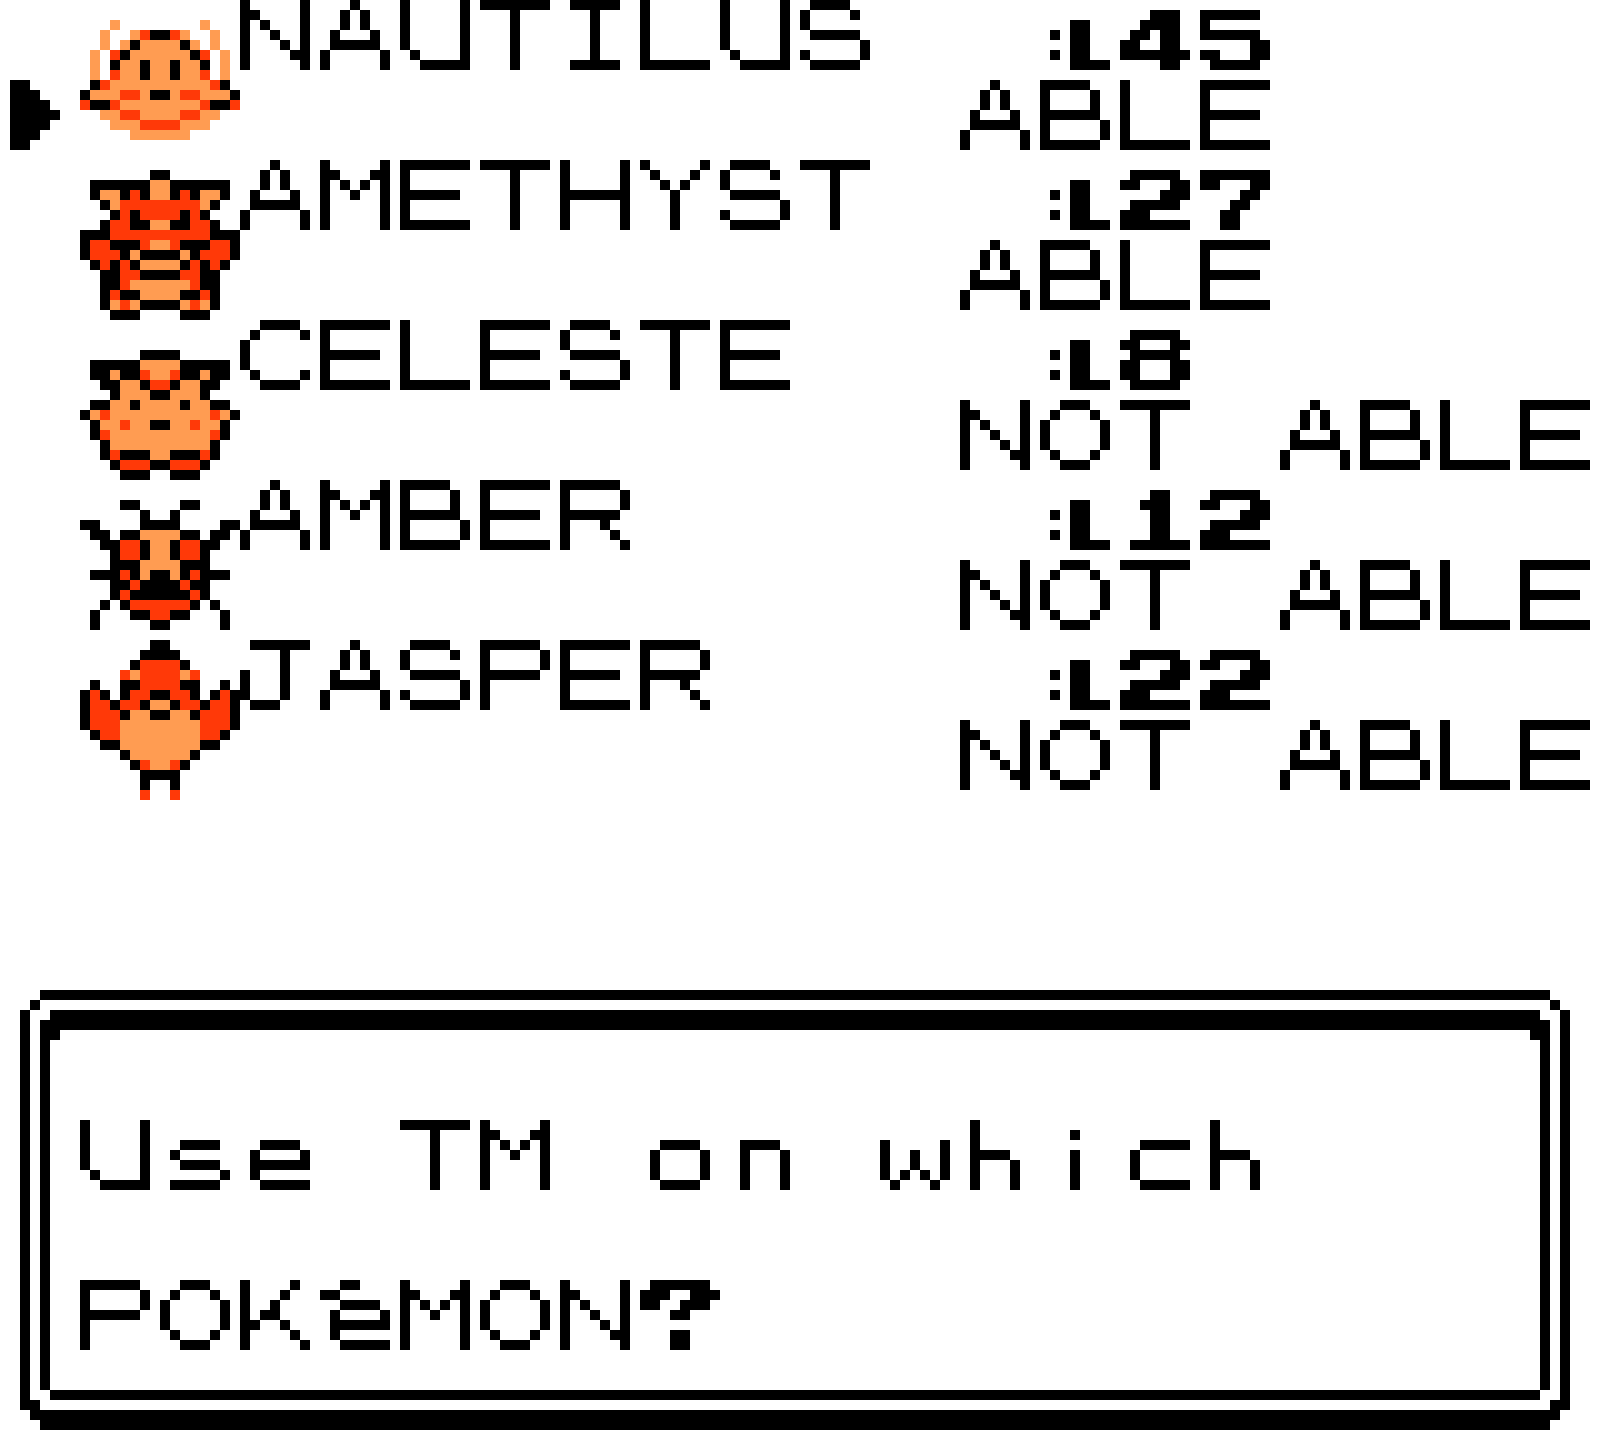 NAUTILUS :L45
ABLE
AMETHYST :L27
ABLE
CELESTE :L8
NOT ABLE
AMBER :L12
NOT ABLE
JASPER :L22
NOT ABLE
Use TM on which
POKéMON?